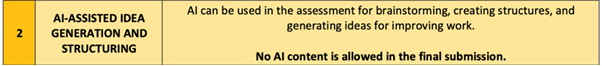 2
AI-ASSISTED IDEA
GENERATION AND
STRUCTURING
AI can be used in the assessment for brainstorming, creating structures, and
generating ideas for improving work.
No AI content is allowed in the final submission.